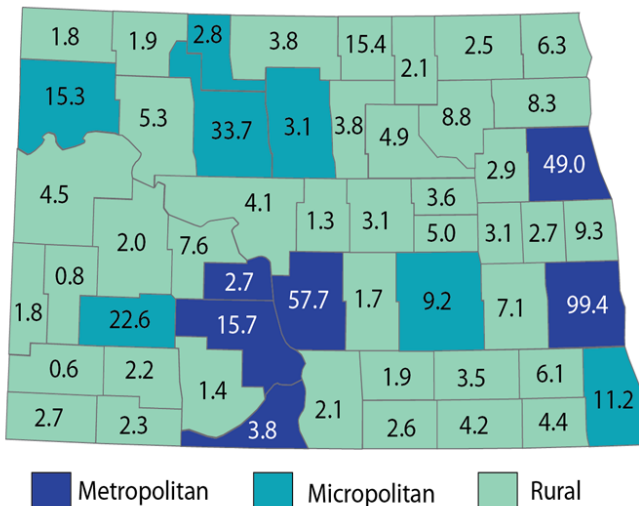 1.8 1.9 2.8 3.8 15.4 2.1 2.5 6.3
15.3 5.3 33.7 3.1 3.8 4.9 8.8 8.3
4.5 4.1 2.9 49.0
2.0 7.6 1.3 3.1 3.6 5.0 3.1 2.7 9.3
1.8 0.8 22.6 2.7 15.7 57.7 1.7 9.2 7.1 99.4
0.6 2.2 1.4 2.1 1.9 3.5 6.1 11.2
2.7 2.3 3.8 2.6 4.2 4.4
Metropolitan Micropolitan Rural